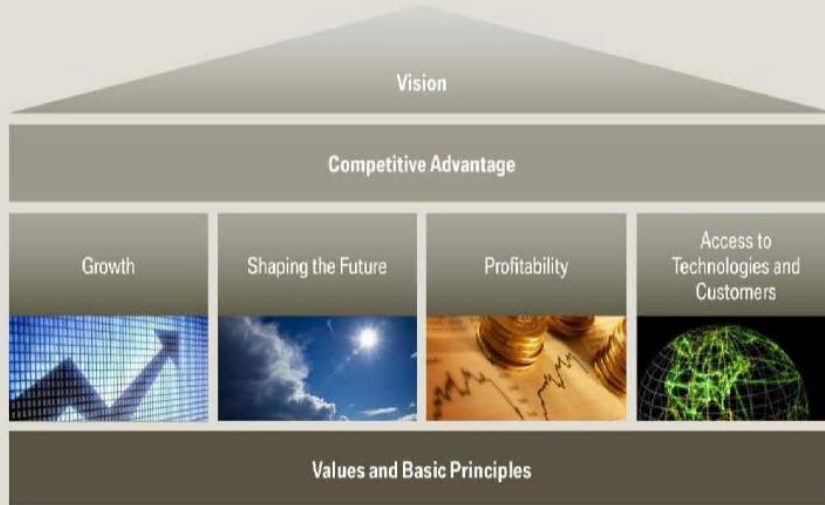 Vision
Competitive Advantage
Growth
Shaping the Future
Profitability
Access to
Technologies and
Customers
Values and Basic Principles